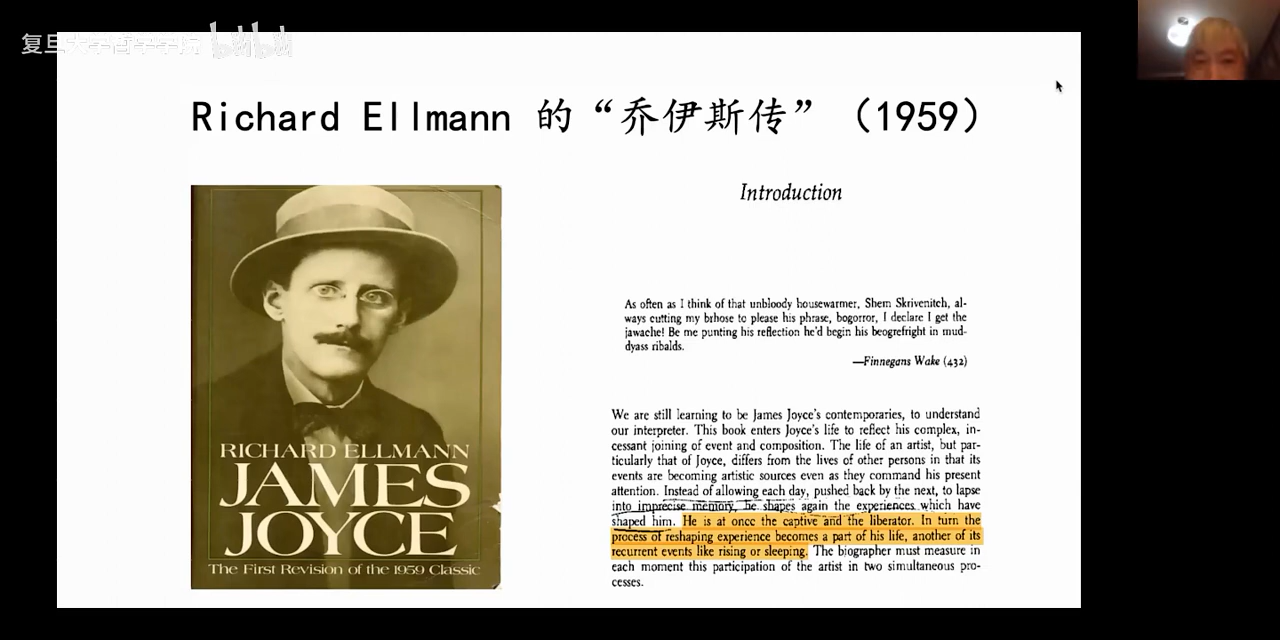 复旦大学哲学学院 bilibili
Richard Ellmann 的“乔伊斯传”（1959）
RICHARD ELLMANN
JAMES
JOYCE
The First Revision of the 1959 Classic
Introduction
As often as I think of that unbloody housewarmer, Shem Skrivenitch, al-
ways cutting my brhose to please his phrase, bogorror, I declare I get the
jawache! Be me punting his reflection he'd begin his beogrefright in mud-
dyass ribalds.
—Finnegans Wake (432)
We are still learning to be James Joyce's contemporaries, to understand
our interpreter. This book enters Joyce's life to reflect his complex, in-
cessant joining of event and composition. The life of an artist, but par-
ticularly that of Joyce, differs from the lives of other persons in that its
events are becoming artistic sources even as they command his present
attention. Instead of allowing each day, pushed back by the next, to lapse
into imprecise memory, he shapes again the experiences which have
shaped him. He is at once the captive and the liberator. In turn the
process of reshaping experience becomes a part of his life, another of its
recurrent events like rising or sleeping. The biographer must measure in
each moment this participation of the artist in two simultaneous pro-
cesses.